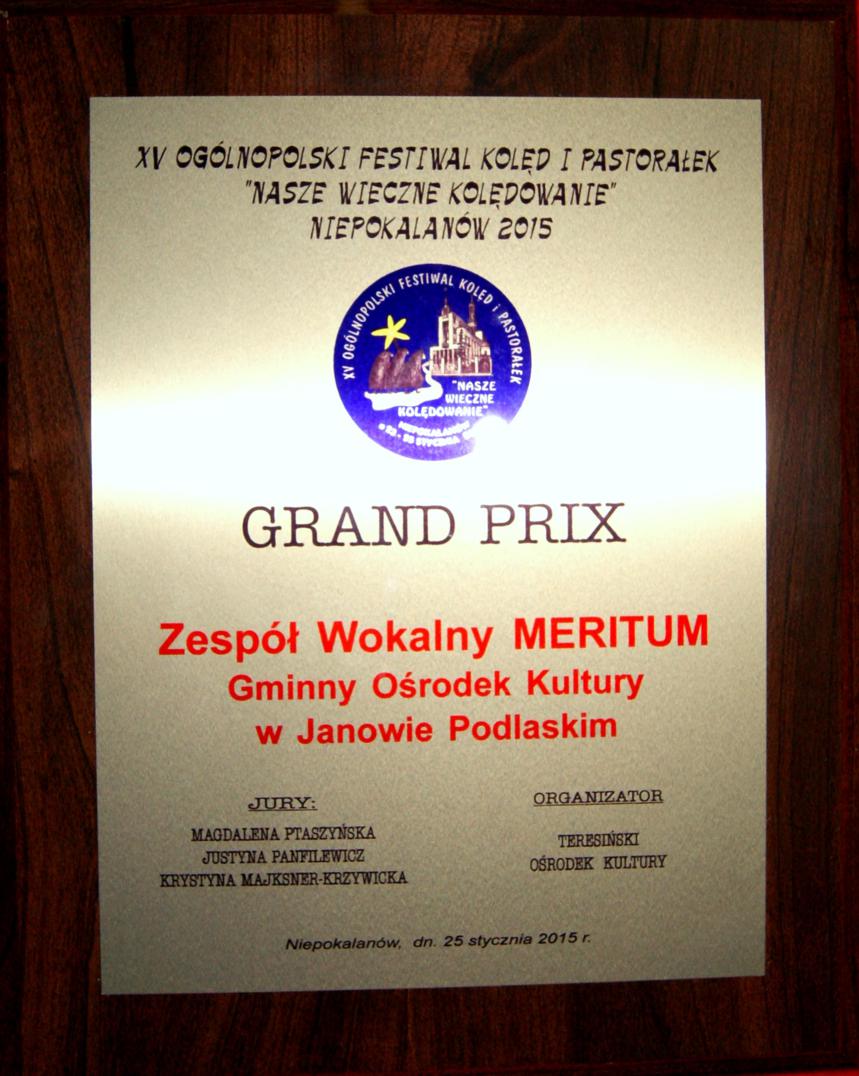 XV OGÓLNOPOLSKI FESTIWAL KOLĘD I PASTORAŁEK
"NASZE WIECZNE KOLĘDOWANIE"
NIEPOKALANÓW 2015
XV OGÓLNOPOLSKI FESTIWAL KOLĘD i PASTORAŁEK
"NASZE
WIECZNE
KOLĘDOWANIE"
NIEPOKALANÓW
STYCZNIA
GRAND PRIX
Zespół Wokalny MERITUM
Gminny Ośrodek Kultury
w Janowie Podlaskim
JURY:
MAGDALENA PTASZYŃSKA
JUSTYNA PANFILEWICZ
KRYSTYNA MAJKSNER-KRZYWICKA
ORGANIZATOR
TERESIŃSKI
OŚRODEK KULTURY
Niepokalanów, dn. 25 stycznia 2015 r.